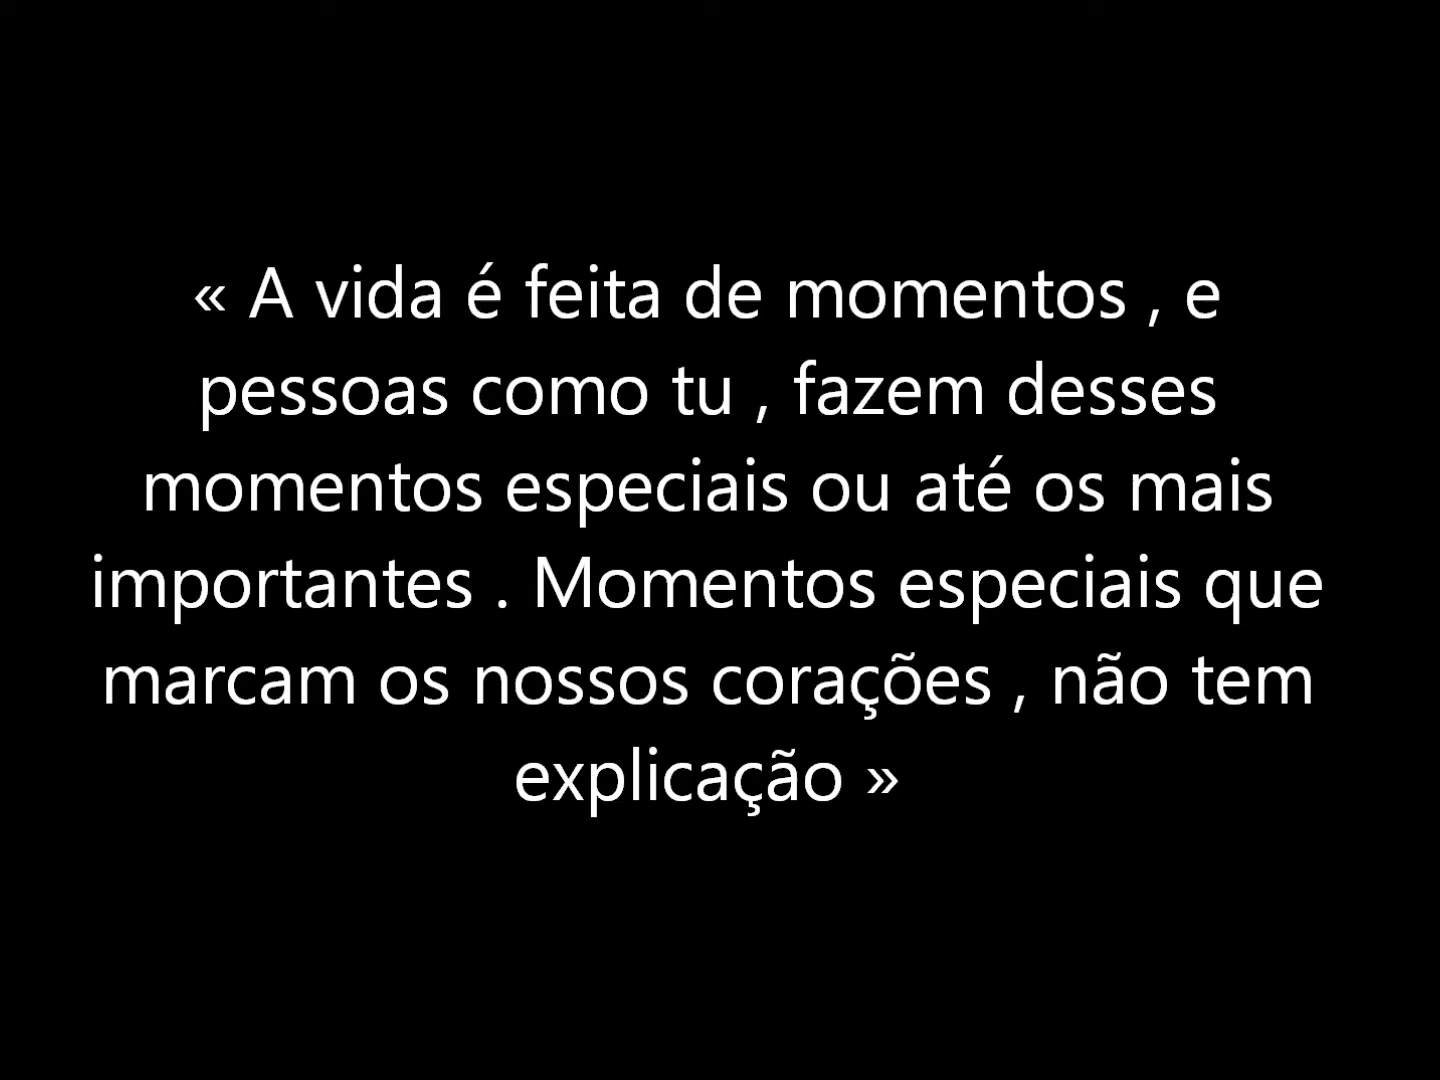 « A vida é feita de momentos , e
pessoas como tu , fazem desses
momentos especiais ou até os mais
importantes . Momentos especiais que
marcam os nossos corações , não tem
explicação »